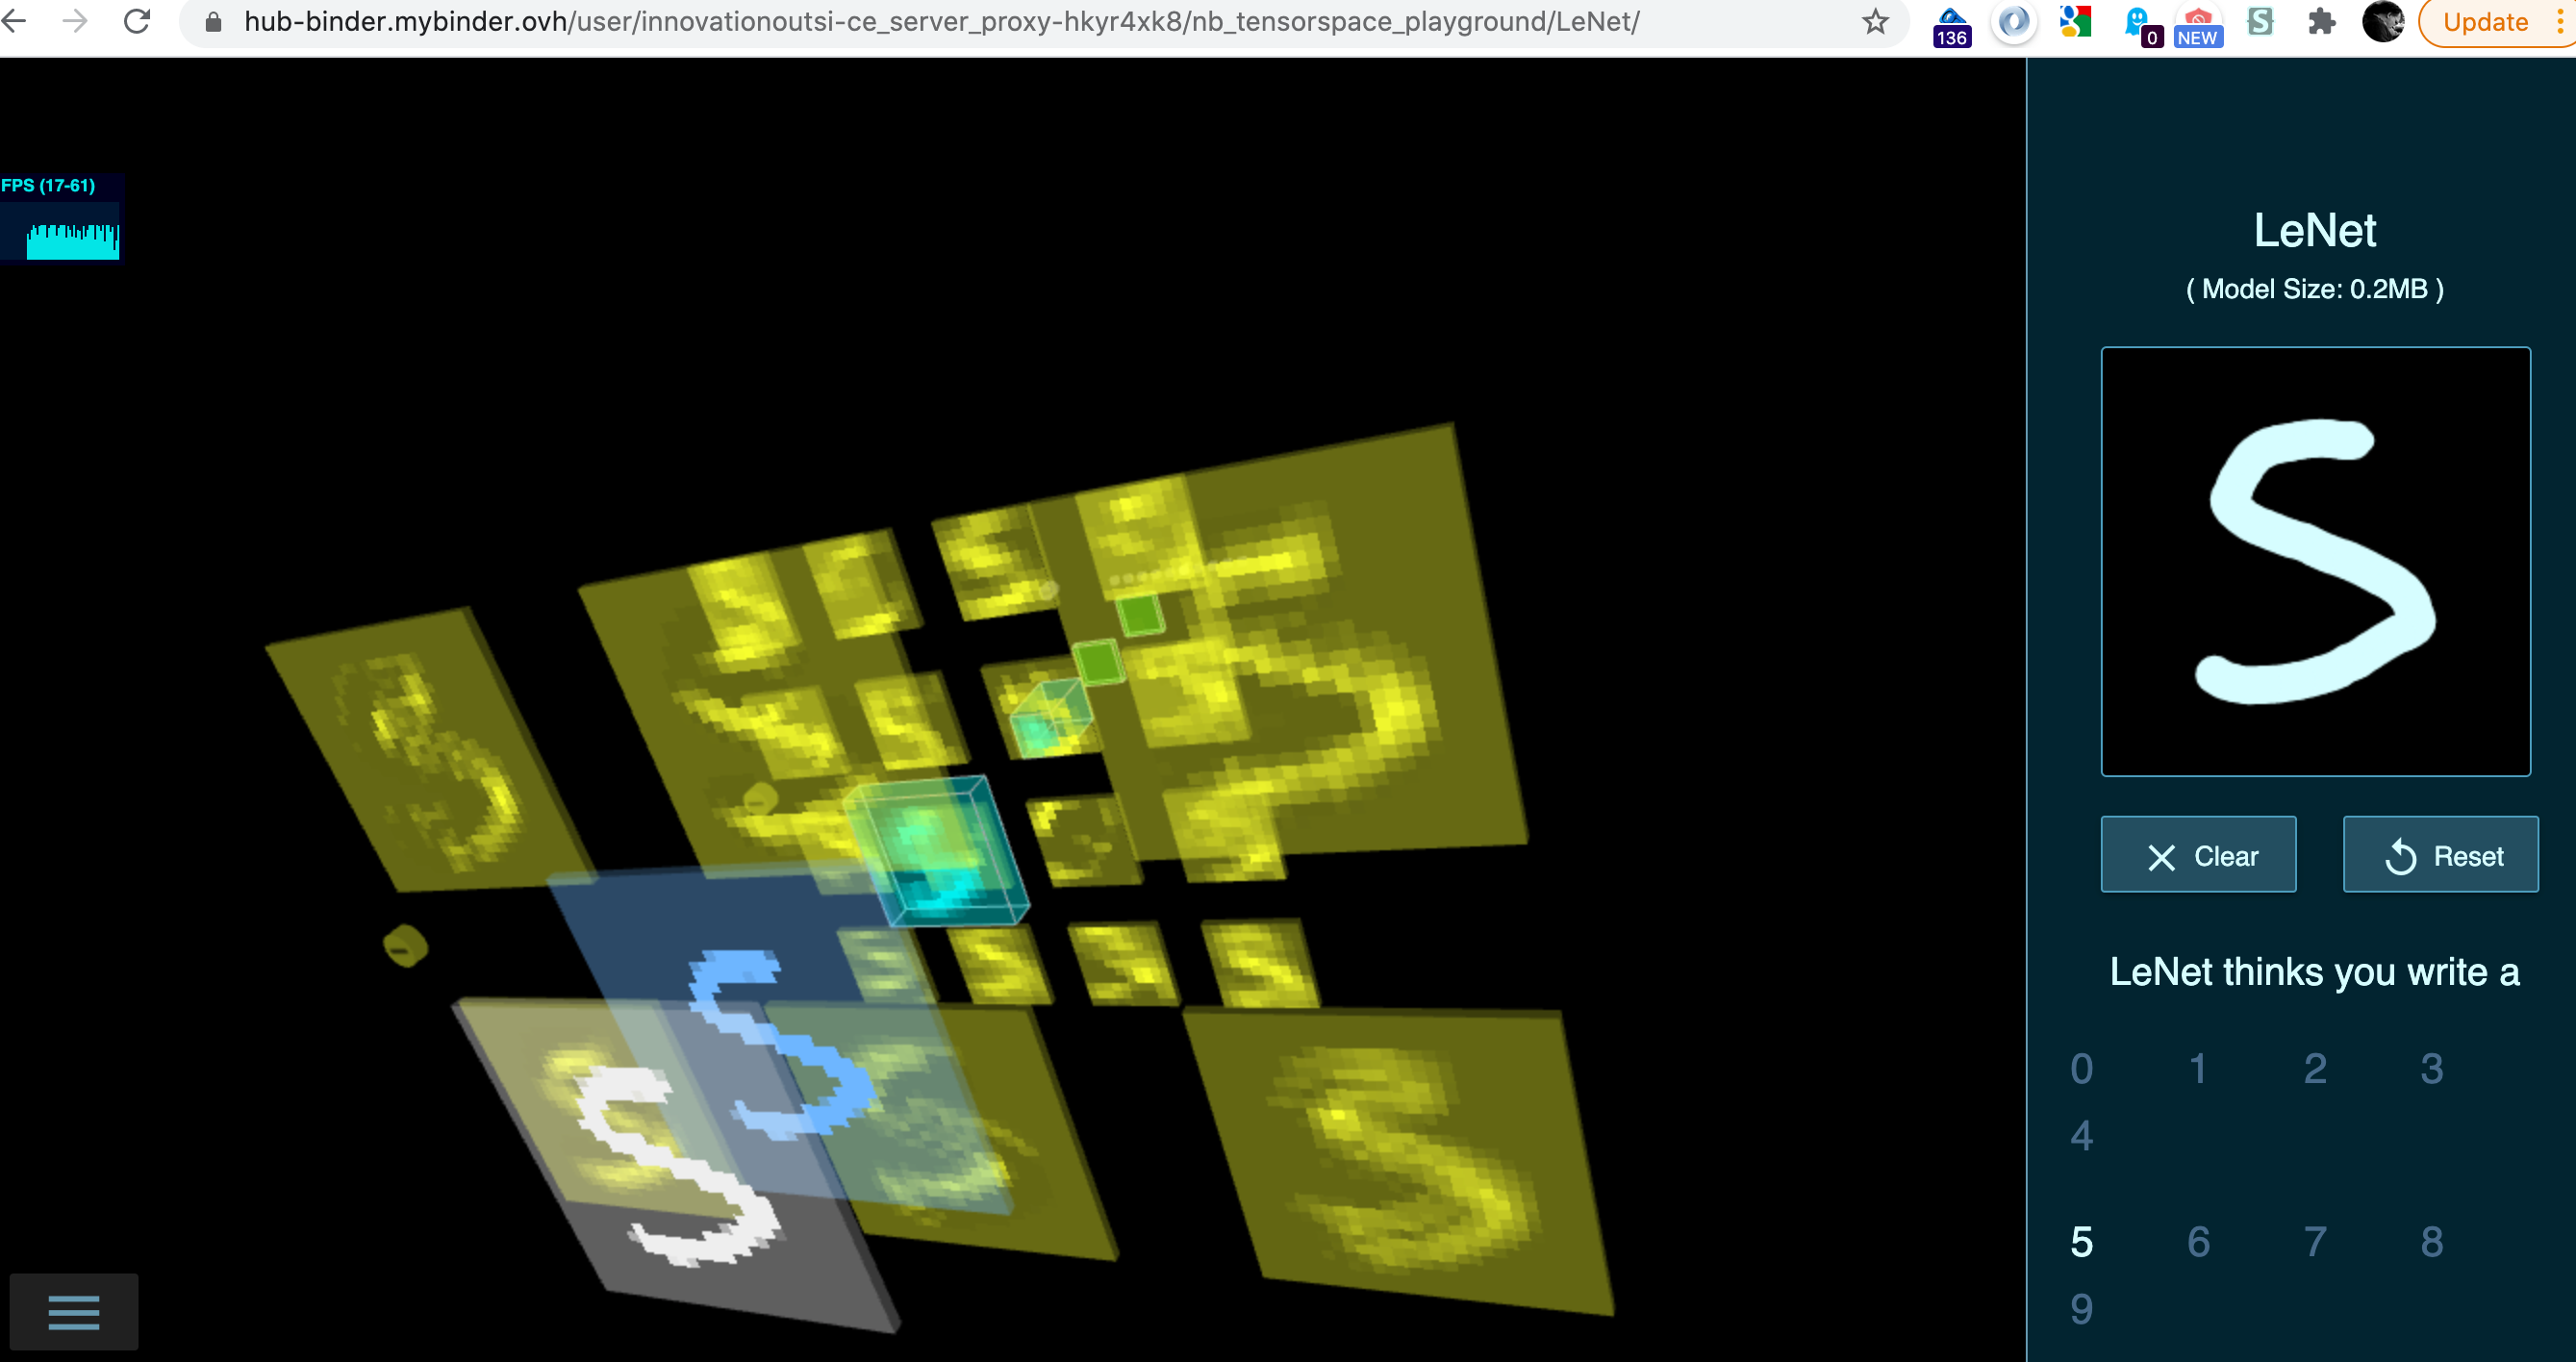 hub-binder.mybinder.ovh/user/innovationoutsi-ce_server_proxy-hkyr4xk8/nb_tensorspace_playground/LeNet/
136
0
NEW
S
Update
FPS (17-61)
LeNet
( Model Size: 0.2MB )
S
Clear
Reset
LeNet thinks you write a
0 1 2 3
4
5 6 7 8
9